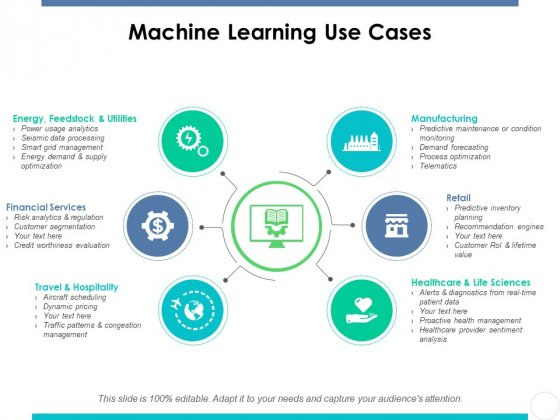 Machine Learning Use Cases
Energy, Feedstock & Utilities
› Power usage analytics
› Seismic data processing
› Smart grid management
› Energy demand & supply
optimization
Financial Services
› Risk analytics & regulation
› Customer segmentation
› Your text here
› Credit worthiness evaluation
Travel & Hospitality
› Aircraft scheduling
› Dynamic pricing
› Your text here
› Traffic patterns & congestion
management
Manufacturing
› Predictive maintenance or condition
monitoring
› Demand forecasting
› Process optimization
› Telematics
Retail
› Predictive inventory
planning
› Recommendation engines
› Your text here
› Customer RoI & lifetime
value
Healthcare & Life Sciences
› Alerts & diagnostics from real-time
patient data
› Your text here
› Proactive health management
› Healthcare provider sentiment
analysis
This slide is 100% editable. Adapt it to your needs and capture your audience's attention.